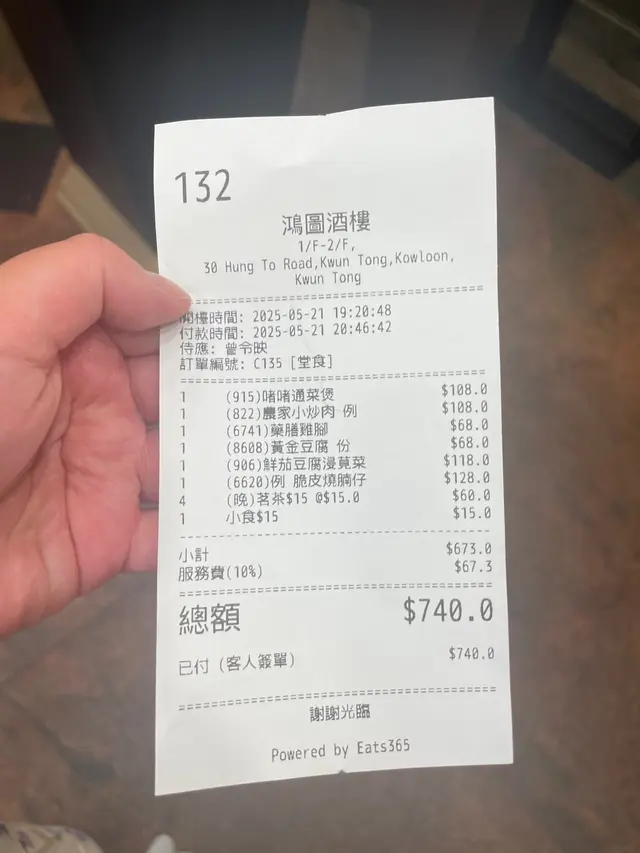 132
鴻圖酒樓
1/F-2/F,
30 Hung To Road,Kwun Tong,Kowloon,
Kwun Tong
開檯時間: 2025-05-21 19:20:48
付款時間: 2025-05-21 20:46:42
侍應: 曾令映
訂單編號: C135 [堂食]
1 (915)啫啫通菜煲 $108.0
1 (822)農家小炒肉 例 $108.0
1 (6741)藥膳雞腳 $68.0
1 (8608)黃金豆腐 份 $68.0
1 (906)鮮茄豆腐浸莧菜 $118.0
1 (6620)例 脆皮燒腩仔 $128.0
4 (晚)茗茶$15 @$15.0 $60.0
1 小食$15 $15.0
小計 $673.0
服務費(10%) $67.3
總額 $740.0
已付 (客人簽單) $740.0
謝謝光臨
Powered by Eats365